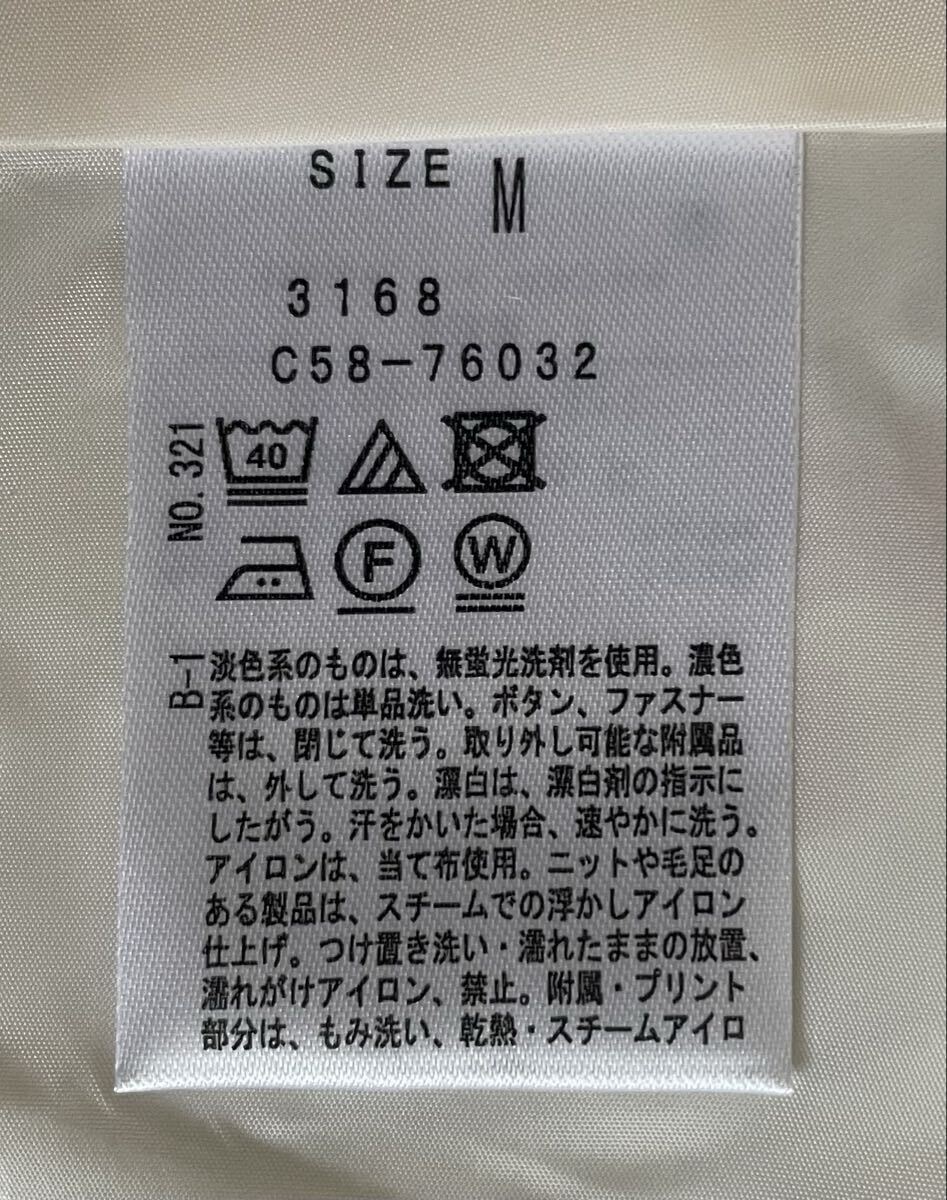 SIZE M
3168
C58-76032
NO. 321
40
F W
B-1
淡色系のものは、無蛍光洗剤を使用。濃色
系のものは単品洗い。ボタン、ファスナー
等は、閉じて洗う。取り外し可能な附属品
は、外して洗う。漂白は、漂白剤の指示に
したがう。汗をかいた場合、速やかに洗う。
アイロンは、当て布使用。ニットや毛足の
ある製品は、スチームでの浮かしアイロン
仕上げ。つけ置き洗い・濡れたままの放置、
濡れがけアイロン、禁止。附属・プリント
部分は、もみ洗い、乾熱・スチームアイロ